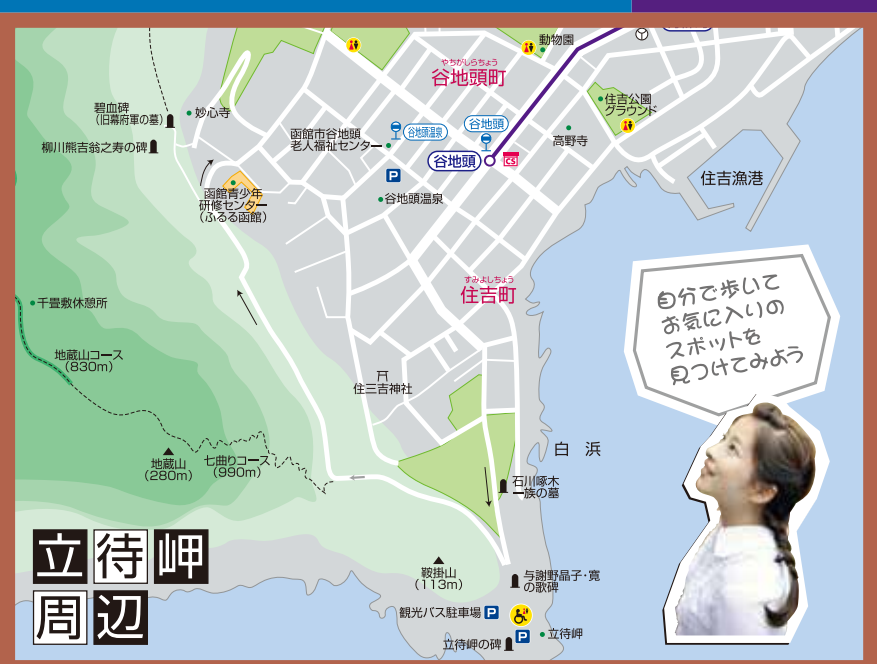 動物園
やちがしらちょう
谷地頭町
碧血碑
（旧幕府軍の墓）
妙心寺
住吉公園
グラウンド
函館市谷地頭
老人福祉センター
谷地頭温泉
谷地頭
高野寺
柳川熊吉翁之寿の碑
谷地頭
CS
P
住吉漁港
函館青少年
研修センター
（ふるる函館）
谷地頭温泉
すみよしちょう
住吉町
自分で歩いて
お気に入りの
スポットを
見つけてみよう
千畳敷休憩所
地蔵山コース
（830m）
住三吉神社
白浜
地蔵山
（280m）
七曲りコース
（990m）
石川啄木
一族の墓
立待岬
周辺
鞍掛山
（113m）
与謝野晶子・寛
の歌碑
観光バス駐車場 P
P
立待岬
立待岬の碑